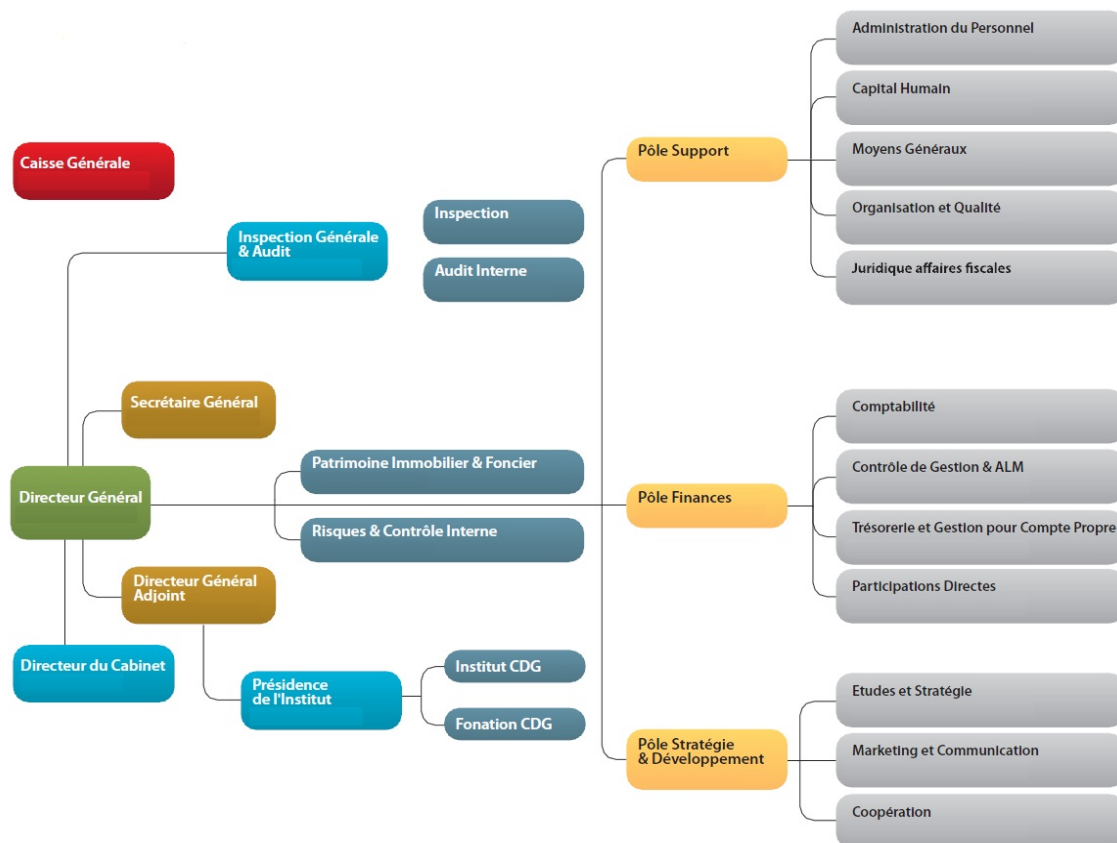 Caisse Générale
Inspection Générale
& Audit
Inspection
Audit Interne
Secrétaire Général
Directeur Général
Patrimoine Immobilier & Foncier
Risques & Contrôle Interne
Directeur Général
Adjoint
Directeur du Cabinet
Présidence
de l'Institut
Institut CDG
Fonation CDG
Pôle Support
Administration du Personnel
Capital Humain
Moyens Généraux
Organisation et Qualité
Juridique affaires fiscales
Pôle Finances
Comptabilité
Contrôle de Gestion & ALM
Trésorerie et Gestion pour Compte Propre
Participations Directes
Pôle Stratégie
& Développement
Etudes et Stratégie
Marketing et Communication
Coopération